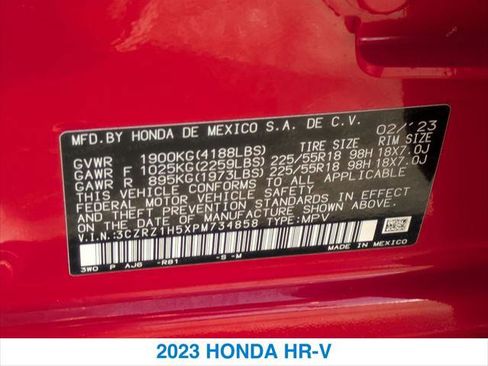 MFD.BY HONDA DE MEXICO S.A. DE C.V. 02/'23
GVWR 1900KG(4188LBS) TIRE SIZE RIM SIZE
GAWR F 1025KG(2259LBS) 225/55R18 98H 18X7.0J
GAWR R 895KG(1973LBS) 225/55R18 98H 18X7.0J
THIS VEHICLE CONFORMS TO ALL APPLICABLE
FEDERAL MOTOR VEHICLE SAFETY
AND THEFT PREVENTION STANDARDS IN EFFECT
ON THE DATE OF MANUFACTURE SHOWN ABOVE.
V.I.N.:3CZRZ1H5XPM734858 TYPE:MPV
3WO P AJ6 -R81 -S -M
MADE IN MEXICO
2023 HONDA HR-V